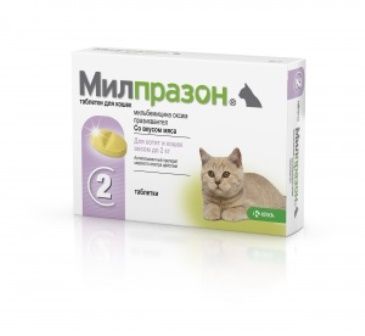 Милпразон®
таблетки для кошек
мильбемицина оксим
празиквантел
Со вкусом мяса
Для котят и кошек
весом до 2 кг
2
таблетки
KRKA